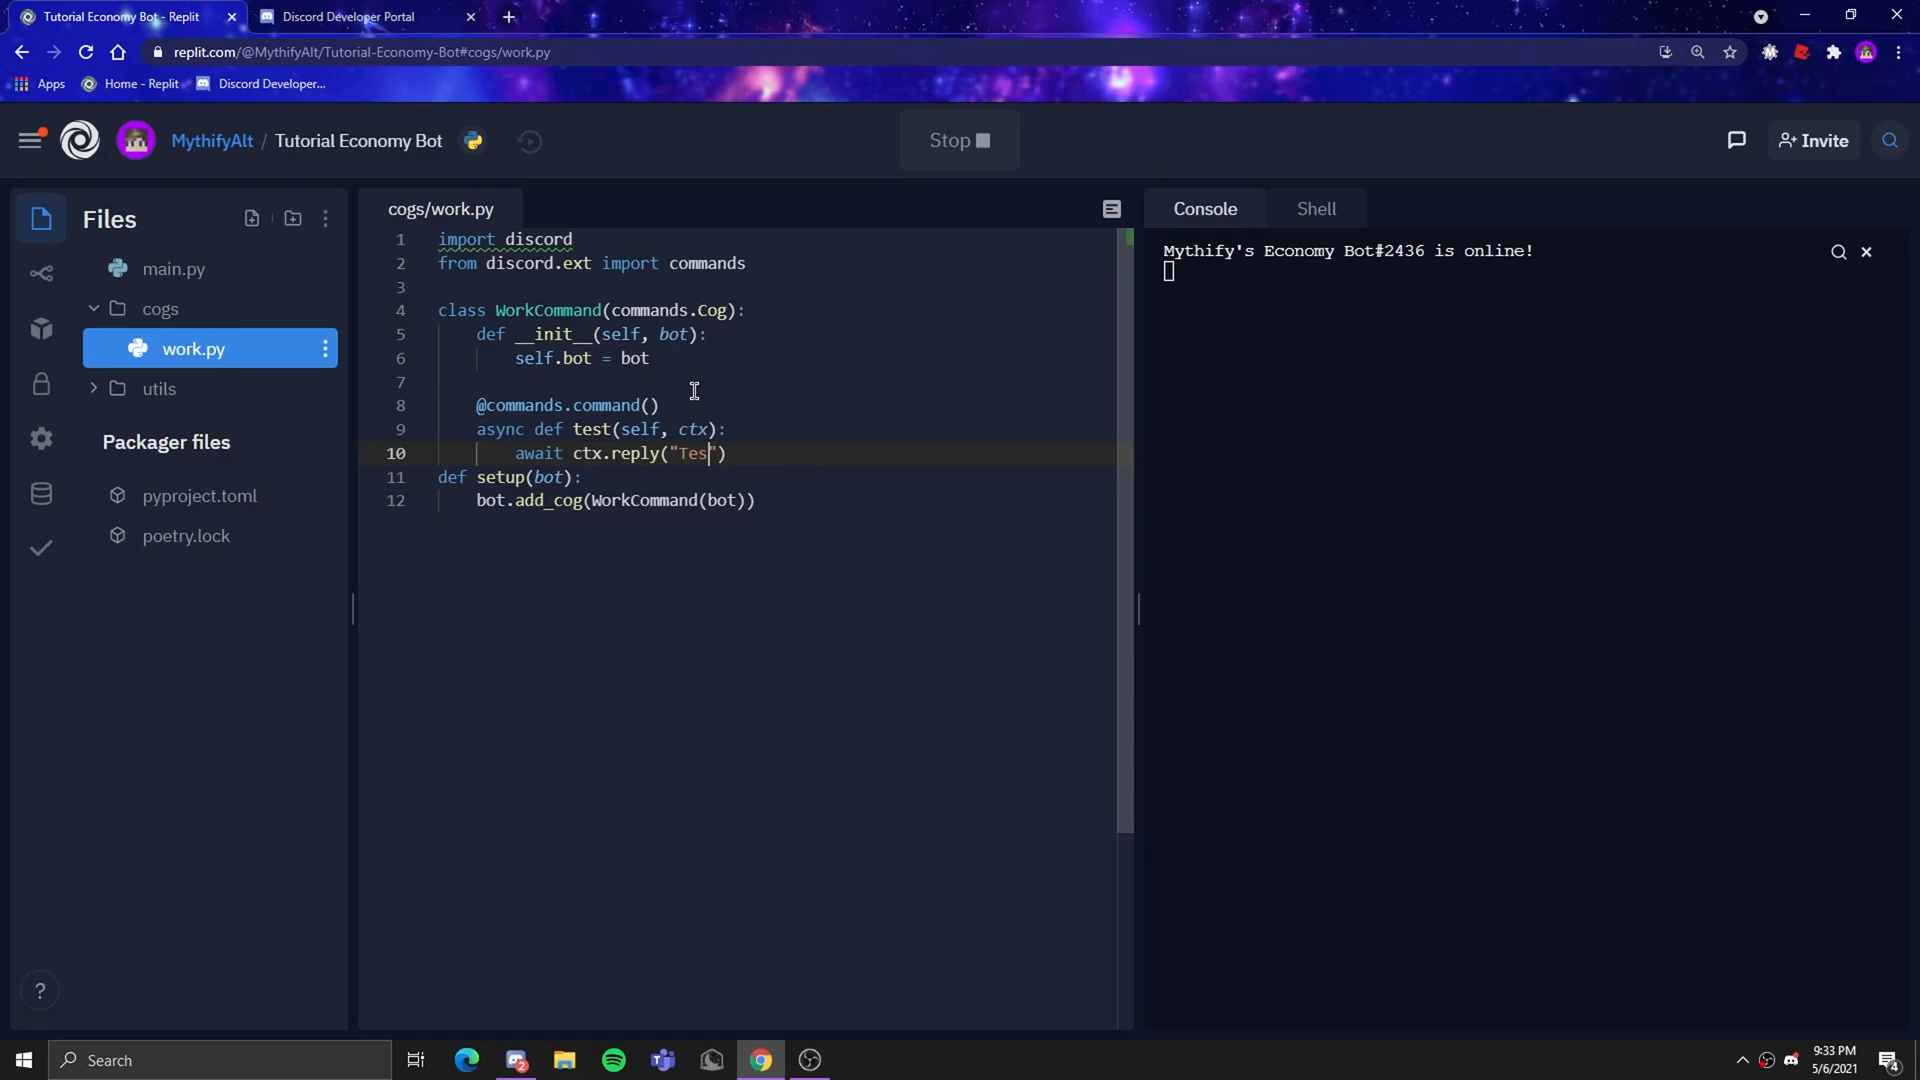 Tutorial Economy Bot - Replit
Discord Developer Portal
replit.com/@MythifyAlt/Tutorial-Economy-Bot#cogs/work.py
Apps
Home - Replit
Discord Developer...
MythifyAlt / Tutorial Economy Bot
Stop
Invite
Files
main.py
cogs
work.py
utils
Packager files
pyproject.toml
poetry.lock
cogs/work.py
1 import discord
2 from discord.ext import commands
3
4 class WorkCommand(commands.Cog):
5 def __init__(self, bot):
6 self.bot = bot
7
8 @commands.command()
9 async def test(self, ctx):
10 await ctx.reply("Tes")
11 def setup(bot):
12 bot.add_cog(WorkCommand(bot))
Console
Shell
Mythify's Economy Bot#2436 is online!
?
Search
2
9:33 PM
5/6/2021
4